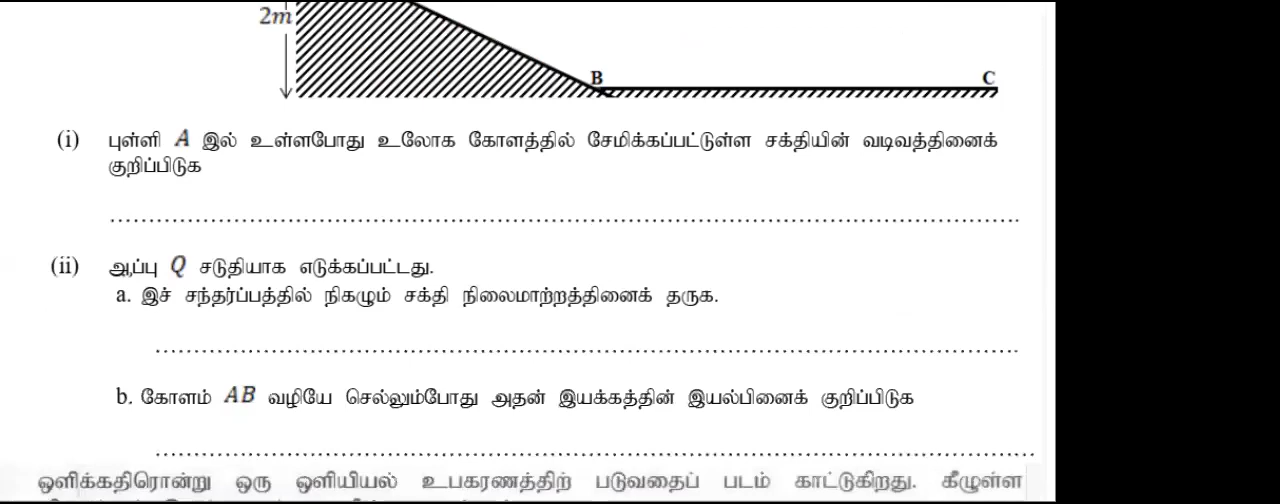 2m
B C
(i) புள்ளி A இல் உள்ளபோது உலோக கோளத்தில் சேமிக்கப்பட்டுள்ள சக்தியின் வடிவத்தினைக்
குறிப்பிடுக
(ii) ஆப்பு Q சடுதியாக எடுக்கப்பட்டது.
a. இச் சந்தர்ப்பத்தில் நிகழும் சக்தி நிலைமாற்றத்தினைக் தருக.
b. கோளம் AB வழியே செல்லும்போது அதன் இயக்கத்தின் இயல்பினைக் குறிப்பிடுக
ஒளிக்கதிரொன்று ஒரு ஒளியியல் உபகரணத்திற் படுவதைப் படம் காட்டுகிறது. கீழுள்ள